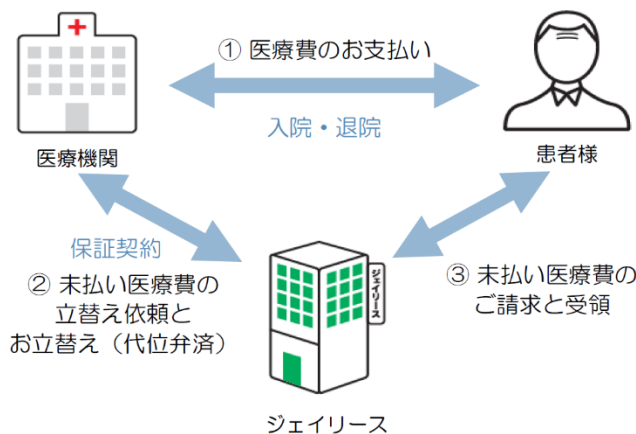 ① 医療費のお支払い
入院・退院
医療機関
患者様
保証契約
② 未払い医療費の
立替え依頼と
お立替え（代位弁済）
③ 未払い医療費の
ご請求と受領
ジェイリース
ジェイリース